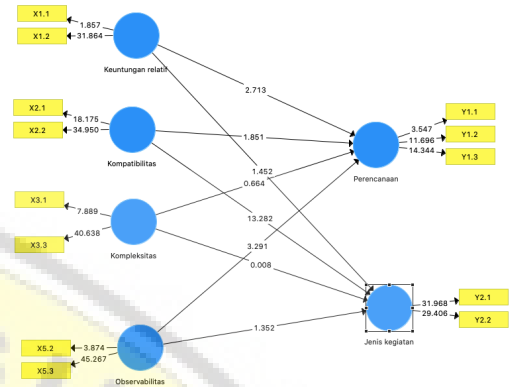 X1.1
1.857
X1.2
31.864
Keuntungan relatif
2.713
X2.1
18.175
X2.2
34.950
Kompatibilitas
1.851
Y1.1
3.547
Y1.2
11.696
14.344
Y1.3
Perencanaan
1.452
0.664
X3.1
7.889
40.638
X3.3
Kompleksitas
13.282
3.291
0.008
Y2.1
31.968
29.406
Y2.2
Jenis kegiatan
1.352
X5.2
3.874
45.267
X5.3
Observabilitas